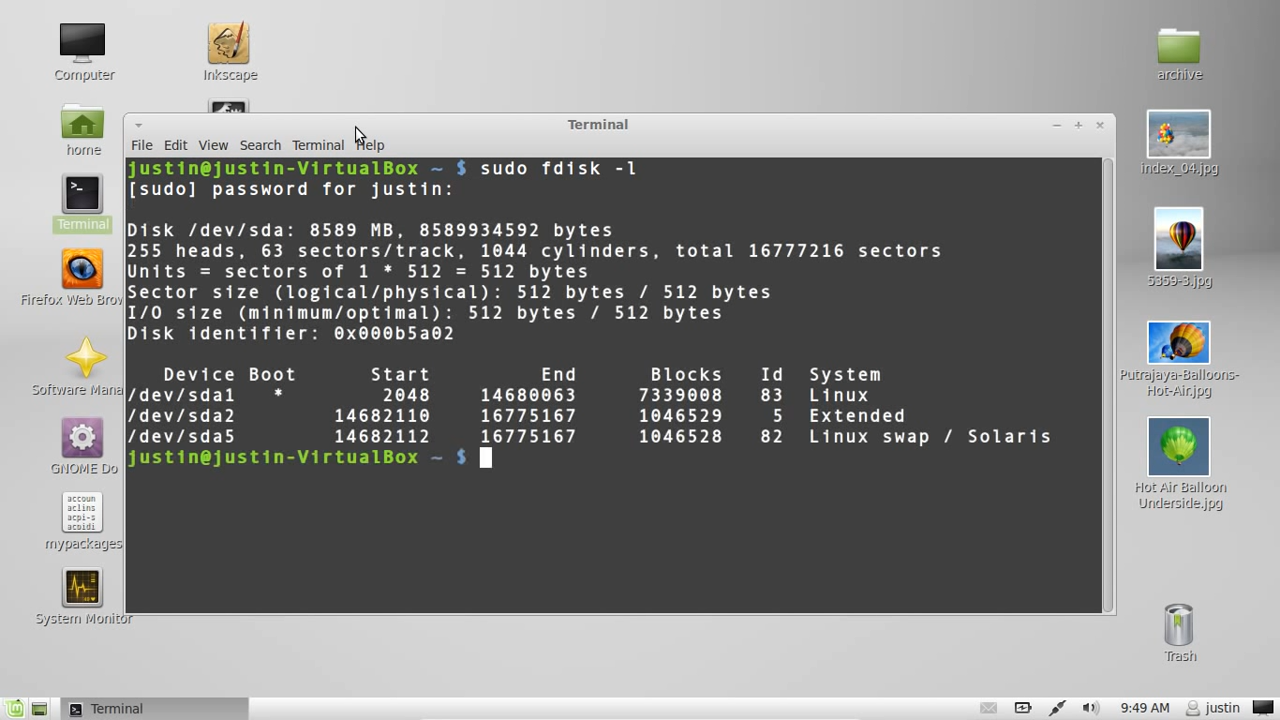 Computer
Inkscape
archive
home
index_04.jpg
Terminal
5359-3.jpg
Firefox Web Brow
Software Mana
Putrajaya-Balloons-
Hot-Air.jpg
GNOME Do
Hot Air Balloon
Underside.jpg
accoun
aclins
acpi-s
acpidi
mypackages
System Monitor
Trash
Terminal
File Edit View Search Terminal Help
justin@justin-VirtualBox ~ $ sudo fdisk -l
[sudo] password for justin:
Disk /dev/sda: 8589 MB, 8589934592 bytes
255 heads, 63 sectors/track, 1044 cylinders, total 16777216 sectors
Units = sectors of 1 * 512 = 512 bytes
Sector size (logical/physical): 512 bytes / 512 bytes
I/O size (minimum/optimal): 512 bytes / 512 bytes
Disk identifier: 0x000b5a02
Device Boot Start End Blocks Id System
/dev/sda1 * 2048 14680063 7339008 83 Linux
/dev/sda2 14682110 16775167 1046529 5 Extended
/dev/sda5 14682112 16775167 1046528 82 Linux swap / Solaris
justin@justin-VirtualBox ~ $
Terminal
9:49 AM justin